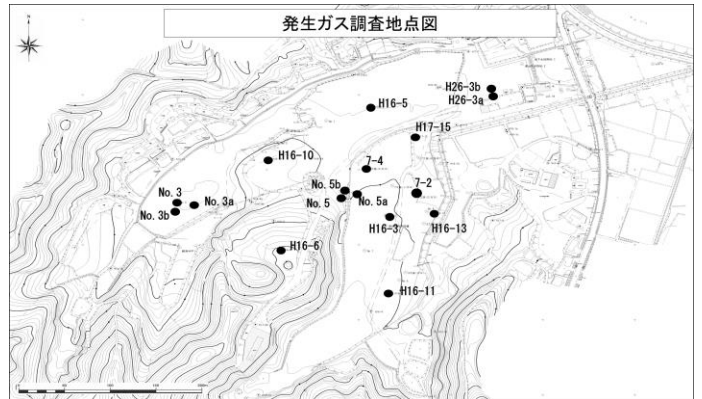 発生ガス調査地点図
H26-3b
H26-3a
H16-5
H17-15
H16-10
7-4
No. 5b
No. 3
No. 3a
No. 5
No. 5a
7-2
No. 3b
H16-3
H16-13
H16-6
H16-11